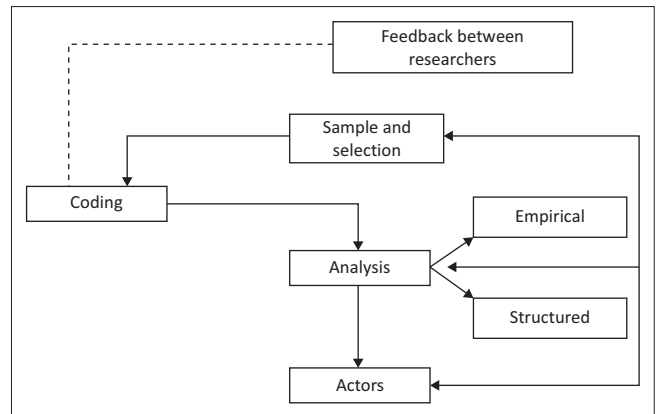 Feedback between
researchers
Sample and
selection
Coding
Empirical
Analysis
Structured
Actors